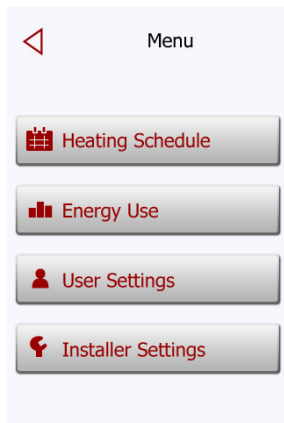 Menu
Heating Schedule
Energy Use
User Settings
Installer Settings